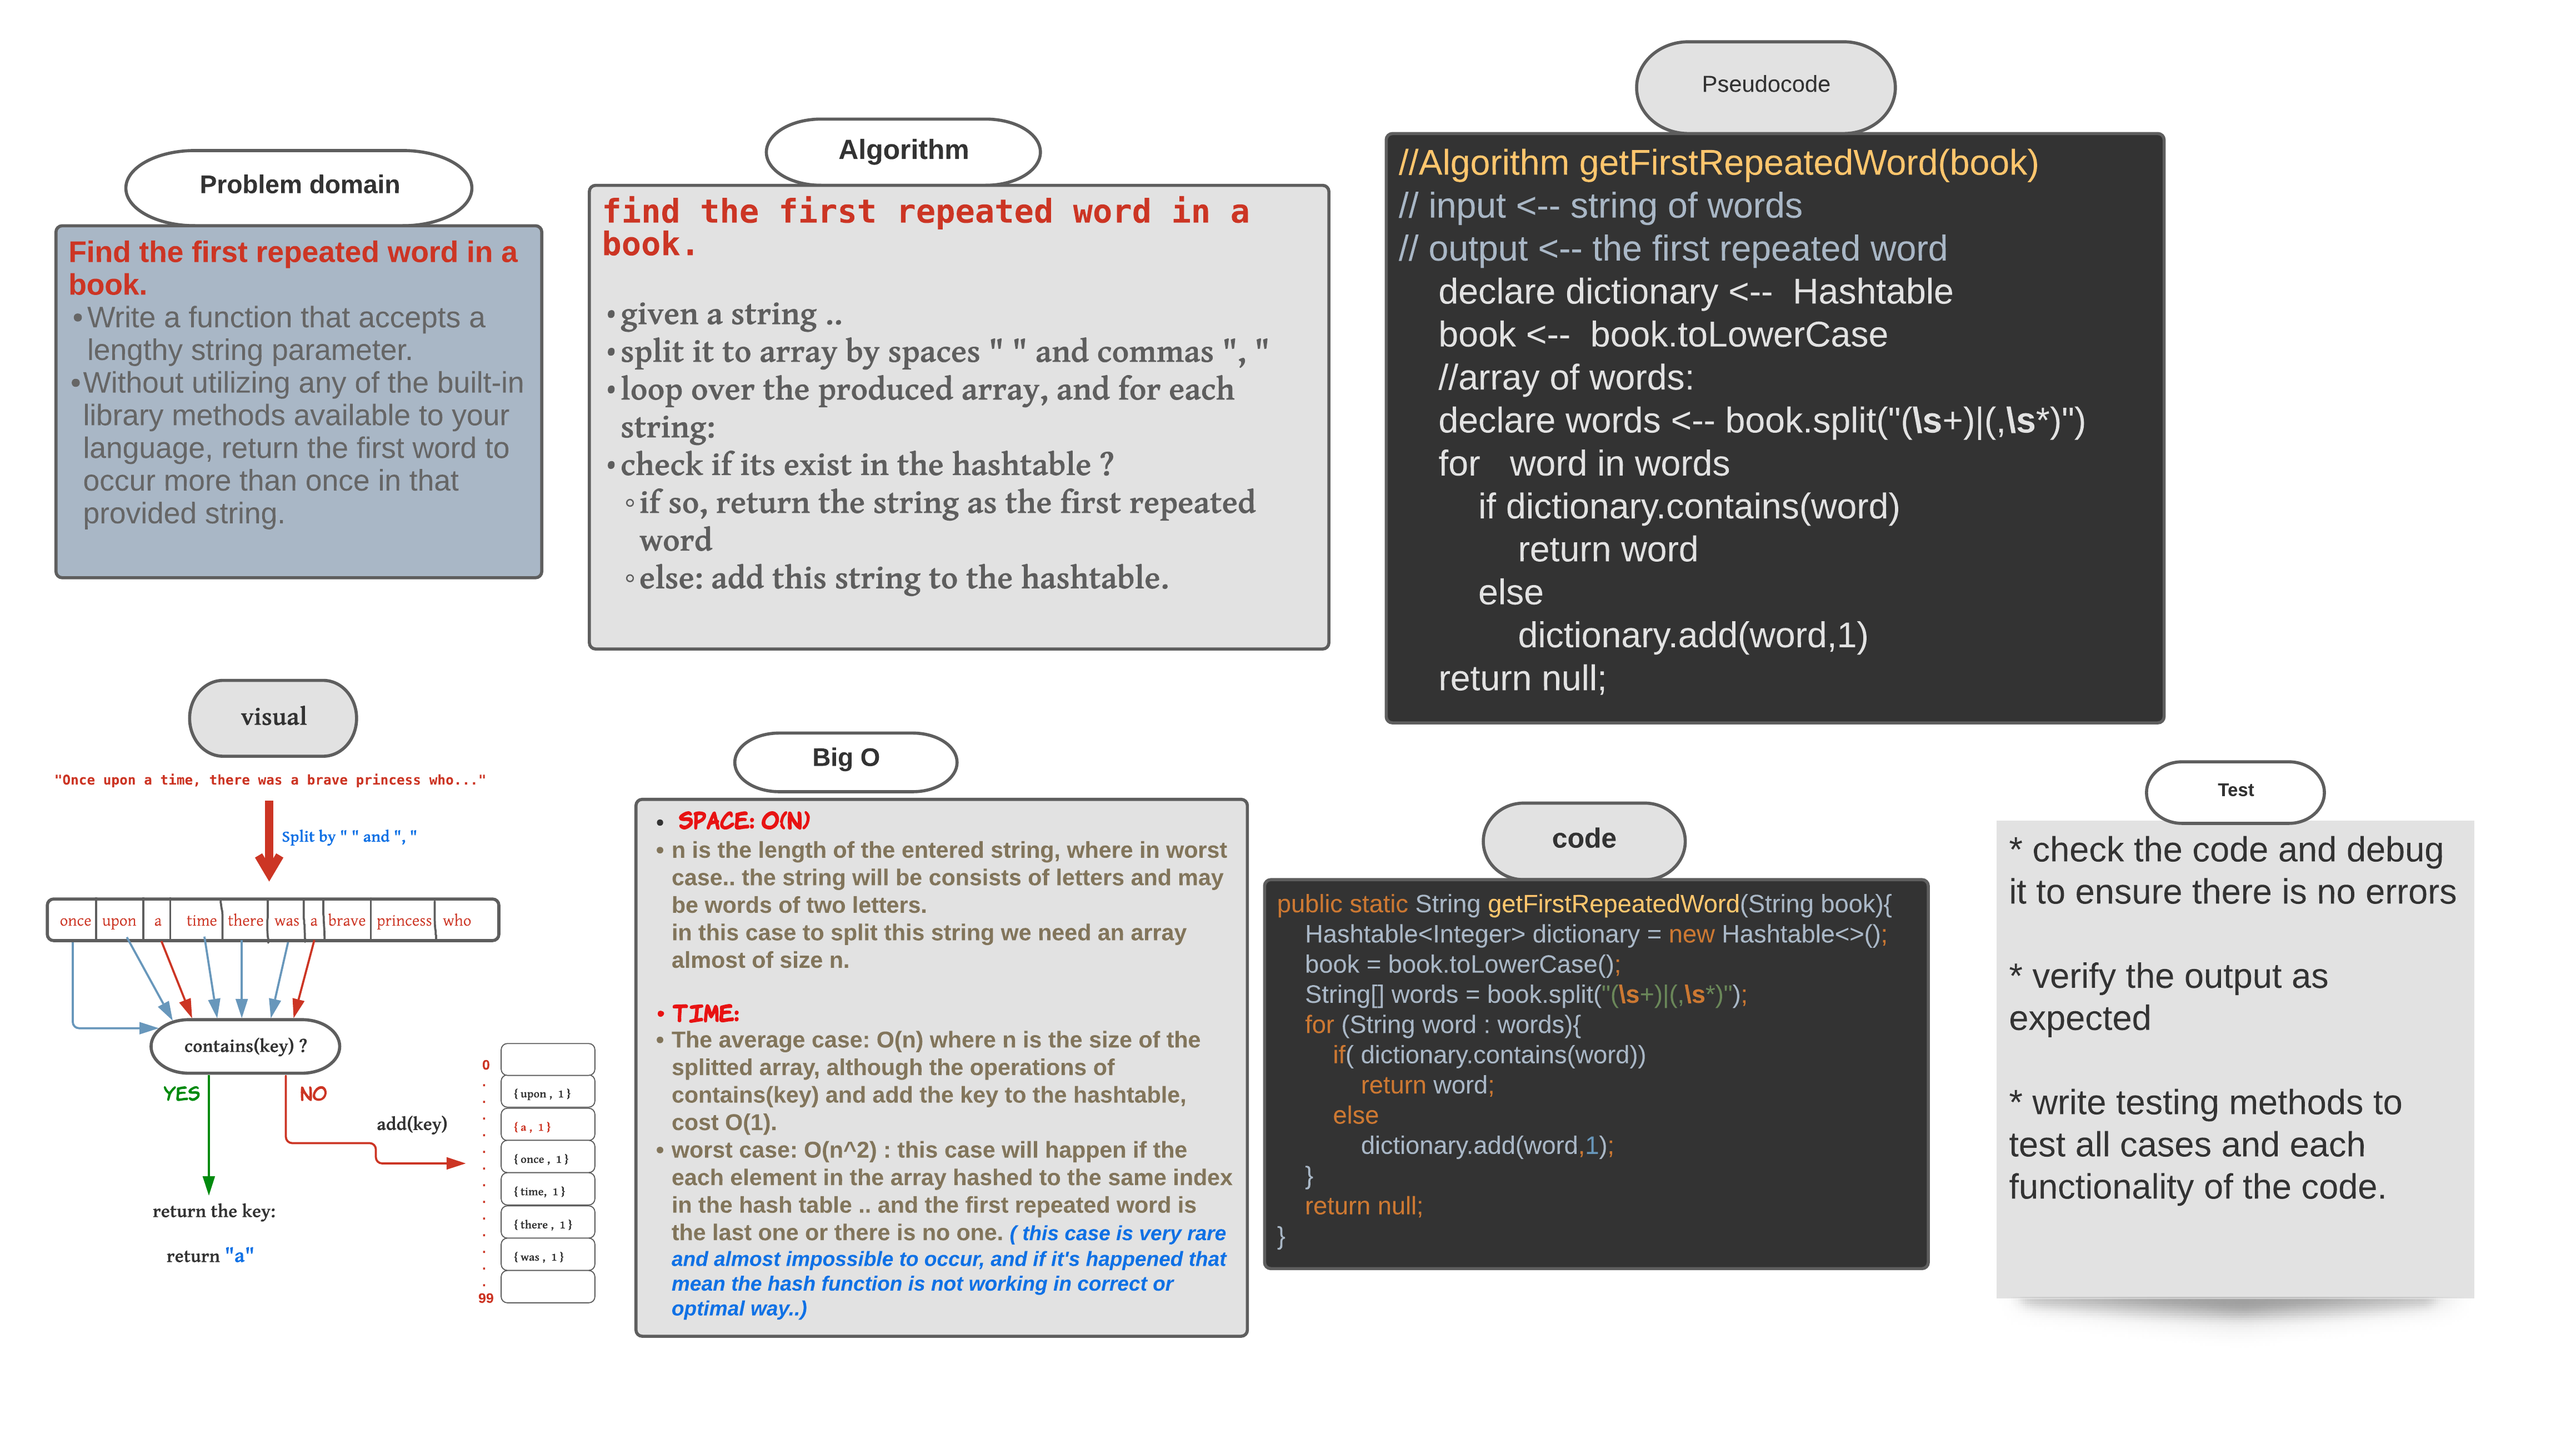 Problem domain
Find the first repeated word in a
book.
•Write a function that accepts a
lengthy string parameter.
•Without utilizing any of the built-in
library methods available to your
language, return the first word to
occur more than once in that
provided string.
Algorithm
find the first repeated word in a
book.
•given a string ..
•split it to array by spaces " " and commas ", "
•loop over the produced array, and for each
string:
•check if its exist in the hashtable ?
◦if so, return the string as the first repeated
word
◦else: add this string to the hashtable.
Pseudocode
//Algorithm getFirstRepeatedWord(book)
// input <-- string of words
// output <-- the first repeated word
declare dictionary <-- Hashtable
book <-- book.toLowerCase
//array of words:
declare words <-- book.split("(\s+)|(,\s*)")
for word in words
if dictionary.contains(word)
return word
else
dictionary.add(word,1)
return null;
visual
"Once upon a time, there was a brave princess who..."
Split by " " and ", "
once upon a time there was a brave princess who
contains(key) ?
YES NO
add(key)
return the key:
return "a"
0
.
.
.
.
.
.
.
.
.
.
.
.
.
99
{ upon , 1 }
{ a , 1 }
{ once , 1 }
{ time, 1 }
{ there , 1 }
{ was , 1 }
Big O
• SPACE: O(N)
• n is the length of the entered string, where in worst
case.. the string will be consists of letters and may
be words of two letters.
in this case to split this string we need an array
almost of size n.
• TIME:
• The average case: O(n) where n is the size of the
splitted array, although the operations of
contains(key) and add the key to the hashtable,
cost O(1).
• worst case: O(n^2) : this case will happen if the
each element in the array hashed to the same index
in the hash table .. and the first repeated word is
the last one or there is no one. ( this case is very rare
and almost impossible to occur, and if it's happened that
mean the hash function is not working in correct or
optimal way..)
code
public static String getFirstRepeatedWord(String book){
Hashtable<Integer> dictionary = new Hashtable<>();
book = book.toLowerCase();
String[] words = book.split("(\s+)|(,\s*)");
for (String word : words){
if( dictionary.contains(word))
return word;
else
dictionary.add(word,1);
}
return null;
}
Test
* check the code and debug
it to ensure there is no errors
* verify the output as
expected
* write testing methods to
test all cases and each
functionality of the code.